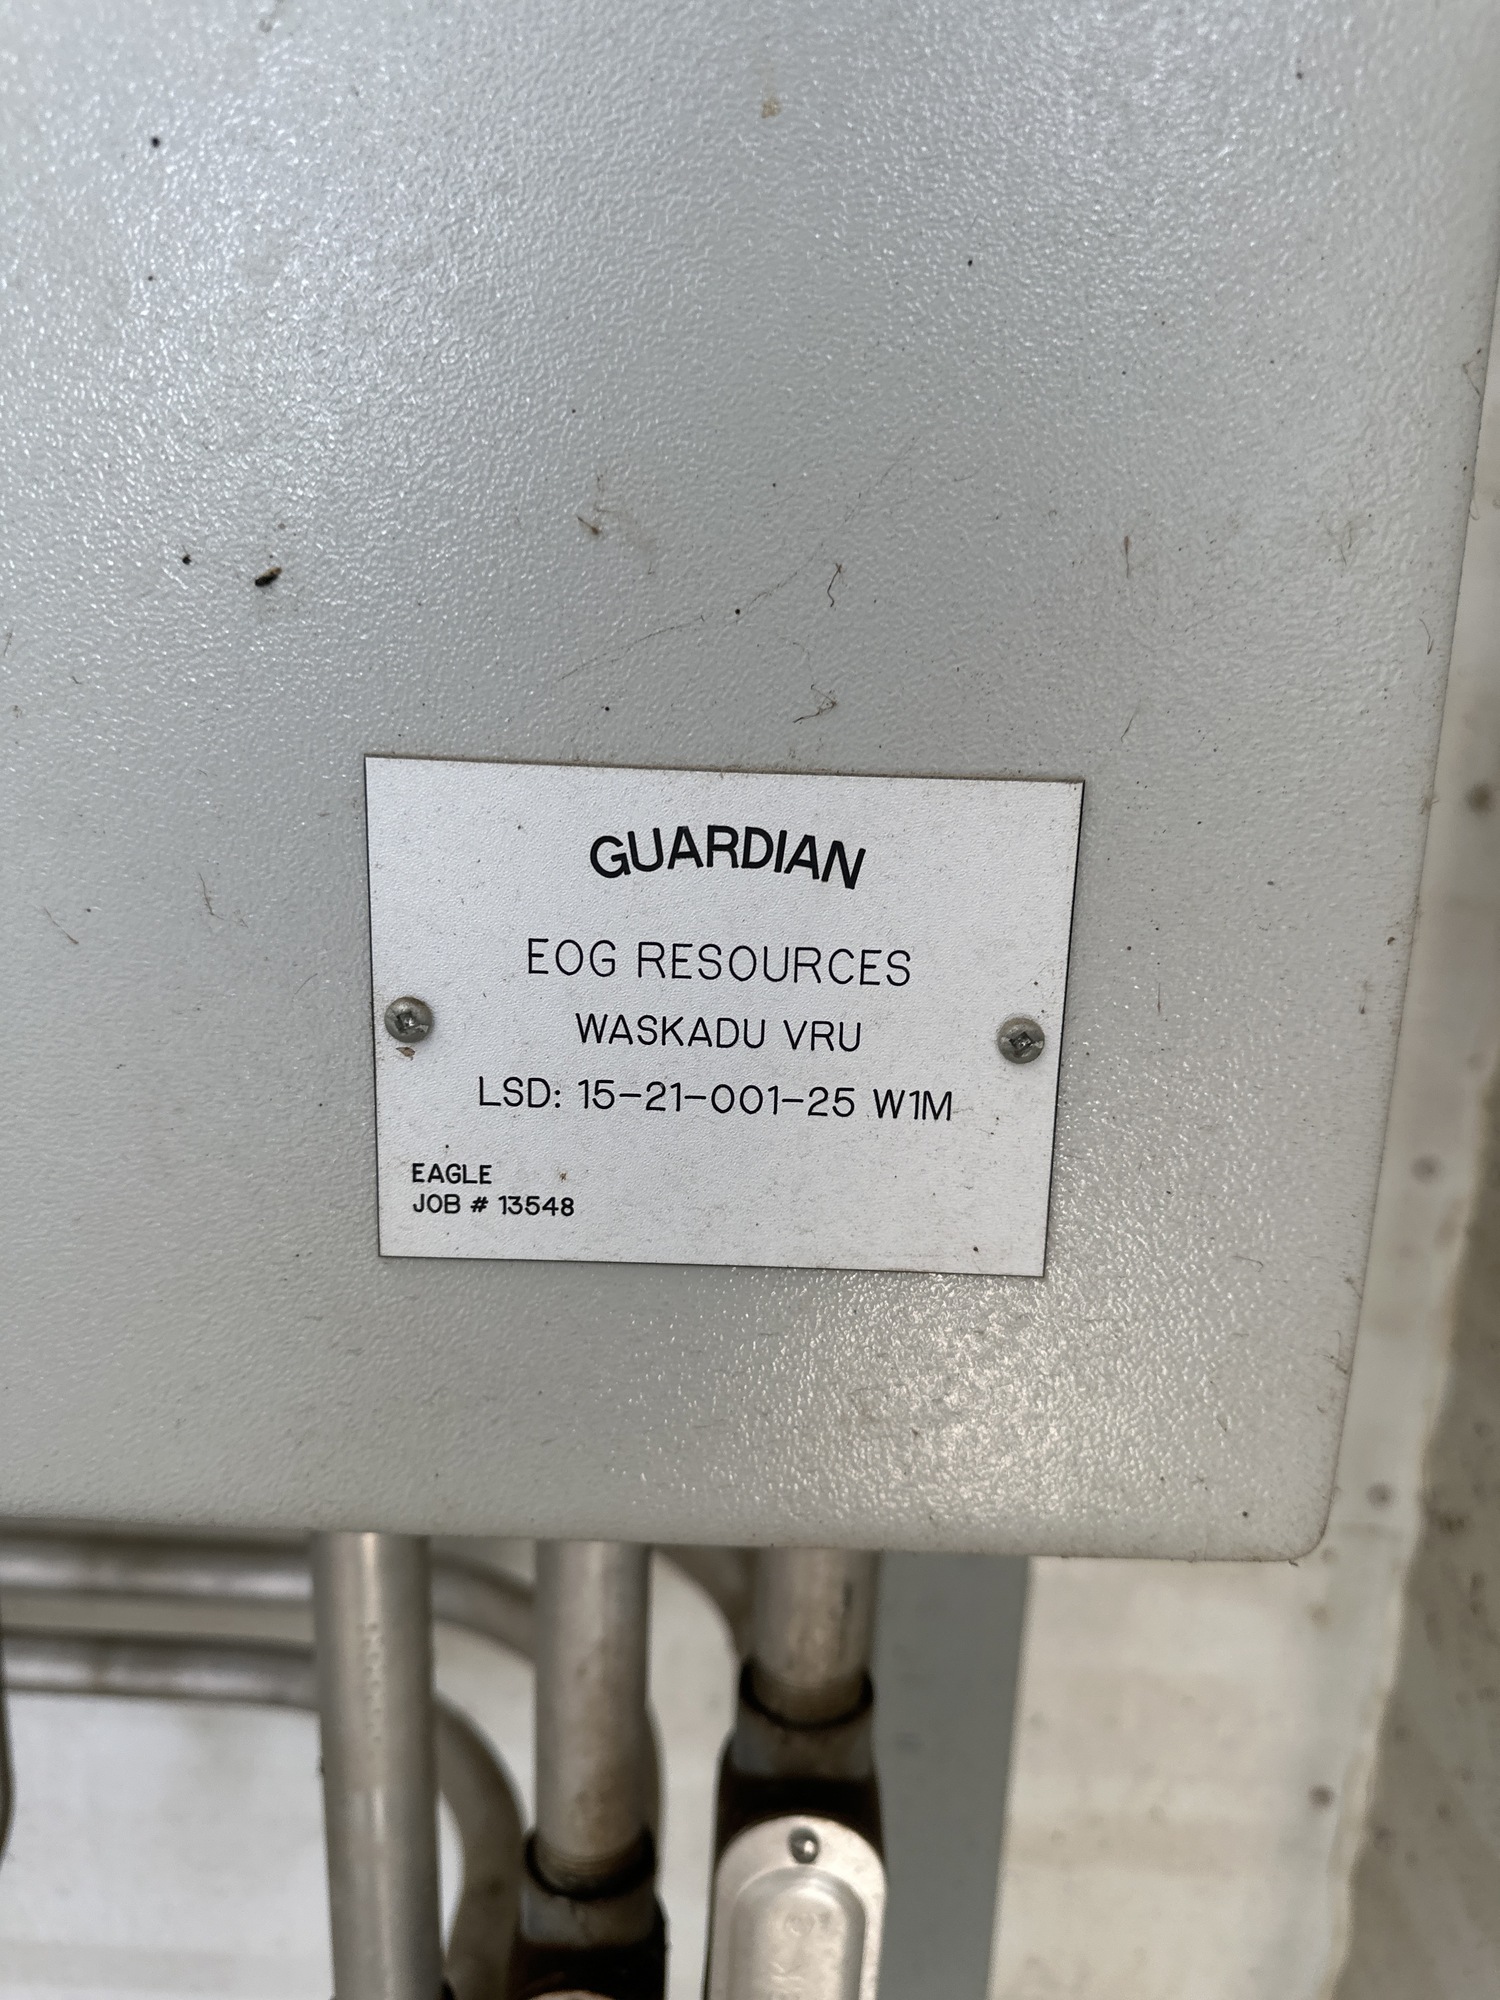 GUARDIAN
EOG RESOURCES
WASKADU VRU
LSD: 15-21-001-25 W1M
EAGLE
JOB # 13548